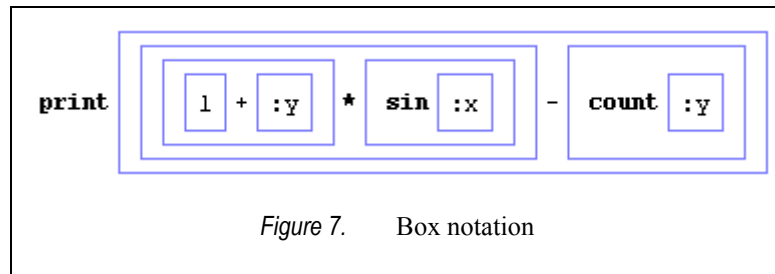 print 1 + :y * sin :x - count :y
Figure 7. Box notation